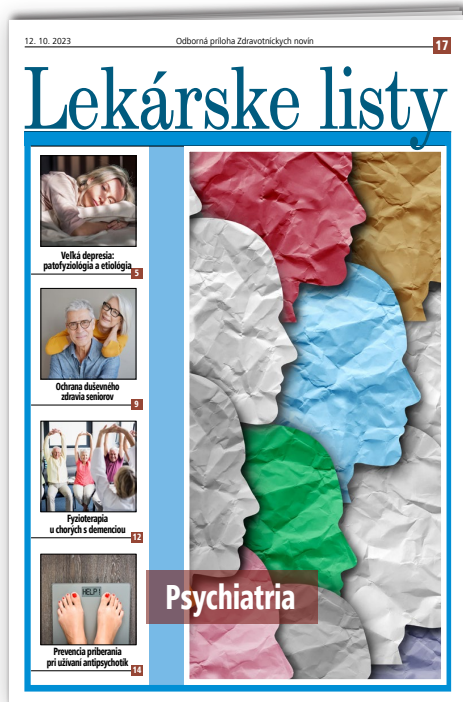 12. 10. 2023
Odborná príloha Zdravotníckych novín
17
Lekárske listy
Veľká depresia:
patofyziológia a etiológia
5
Ochrana duševného
zdravia seniorov
9
Fyzioterapia
u chorých s demenciou
12
HELP!
Prevencia priberania
pri užívaní antipsychotík
14
Psychiatria